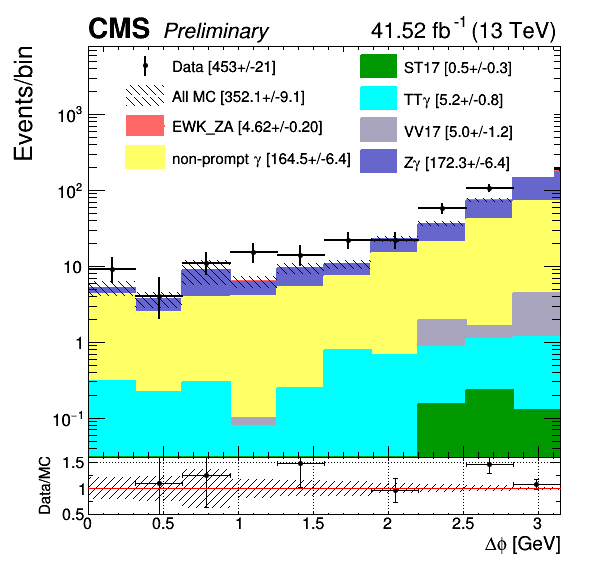 CMS Preliminary 41.52 fb⁻¹ (13 TeV)
Events/bin
Data [453+/-21]
All MC [352.1+/-9.1]
EWK_ZA [4.62+/-0.20]
non-prompt γ [164.5+/-6.4]
ST17 [0.5+/-0.3]
TTγ [5.2+/-0.8]
VV17 [5.0+/-1.2]
Zγ [172.3+/-6.4]
10³
10²
10
1
10⁻¹
Data/MC
1.5
1
0.5
0 0.5 1 1.5 2 2.5 3
Δϕ [GeV]